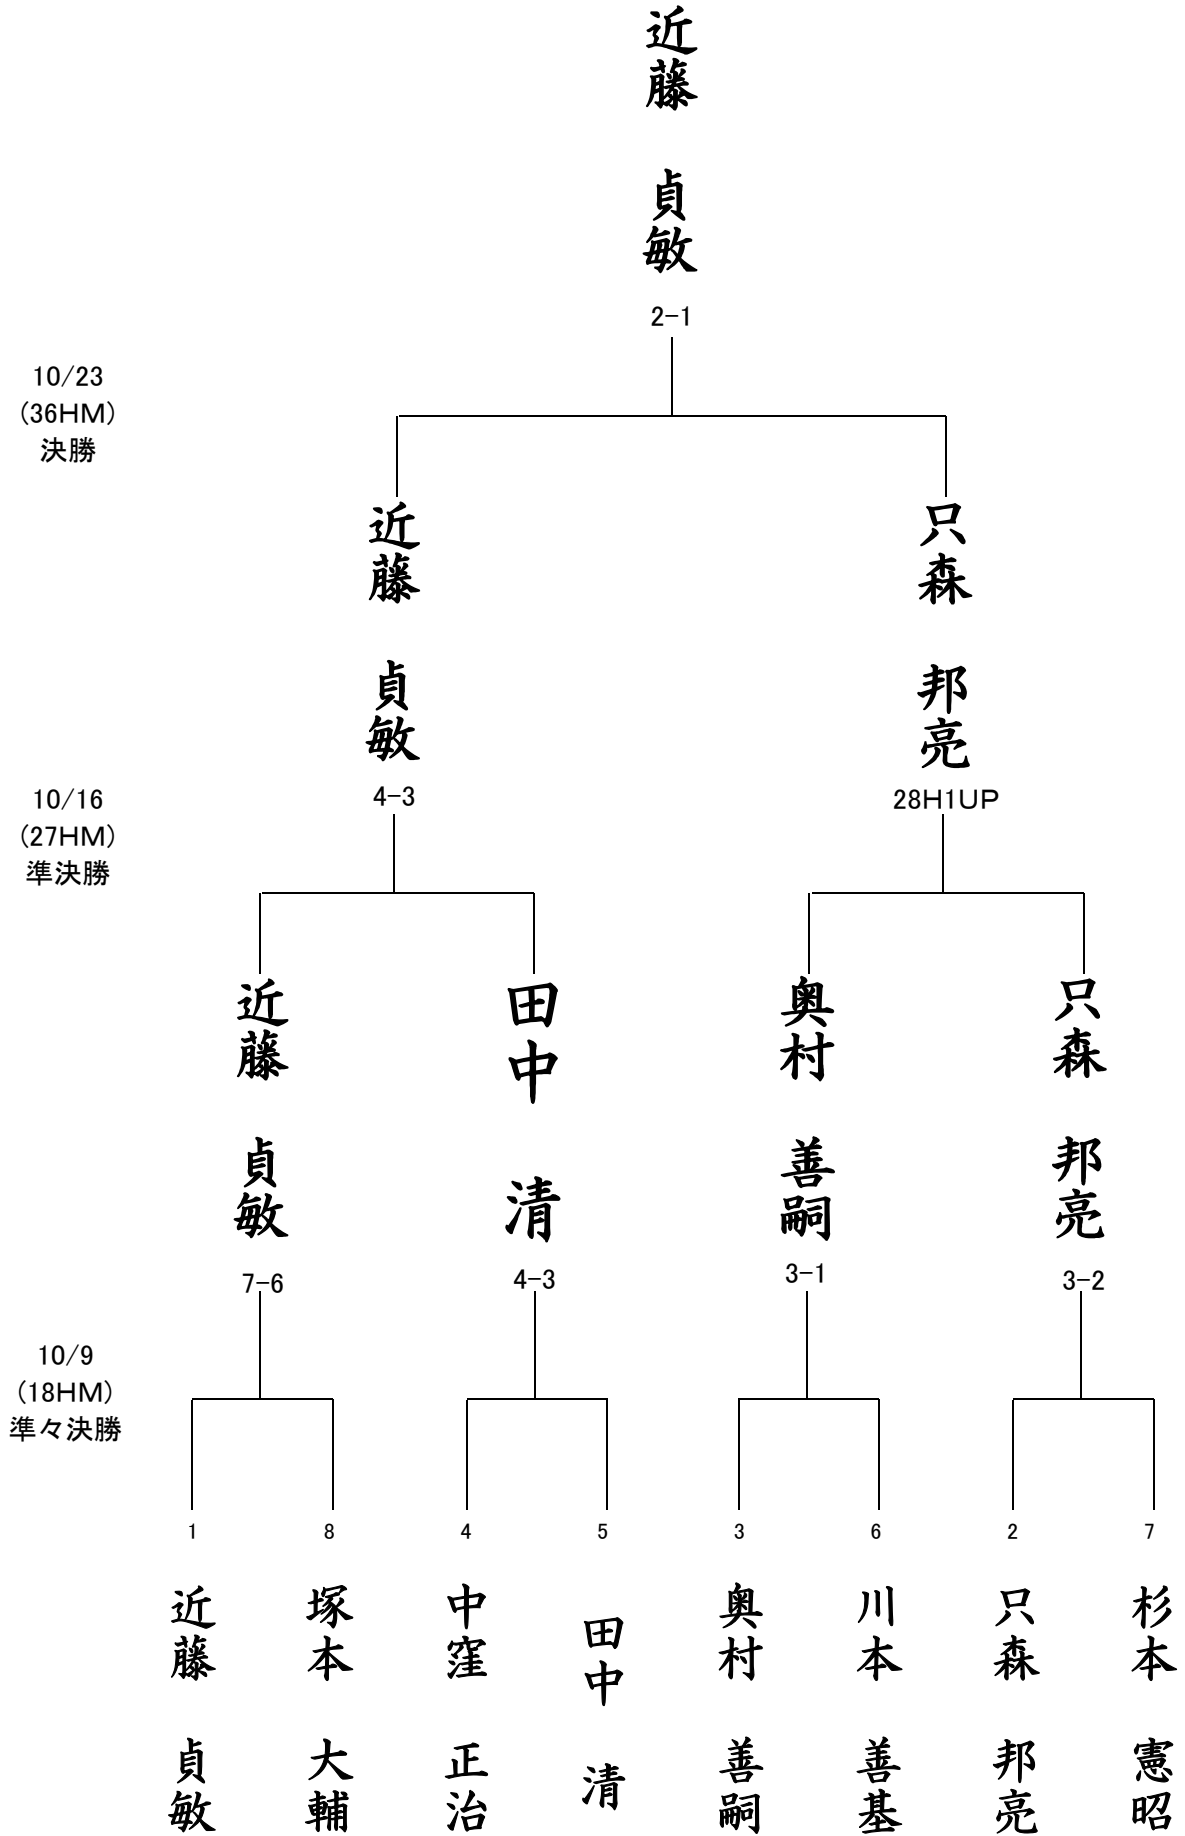 近藤 貞敏
2-1
10/23
（36HM）
決勝
近藤 貞敏
只森 邦亮
10/16
（27HM）
準決勝
4-3
28H1UP
近藤 貞敏
田中 清
奥村 善嗣
只森 邦亮
7-6
4-3
3-1
3-2
10/9
（18HM）
準々決勝
1
8
4
5
3
6
2
7
近藤 貞敏
塚本 大輔
中窪 正治
田中 清
奥村 善嗣
川本 善基
只森 邦亮
杉本 憲昭